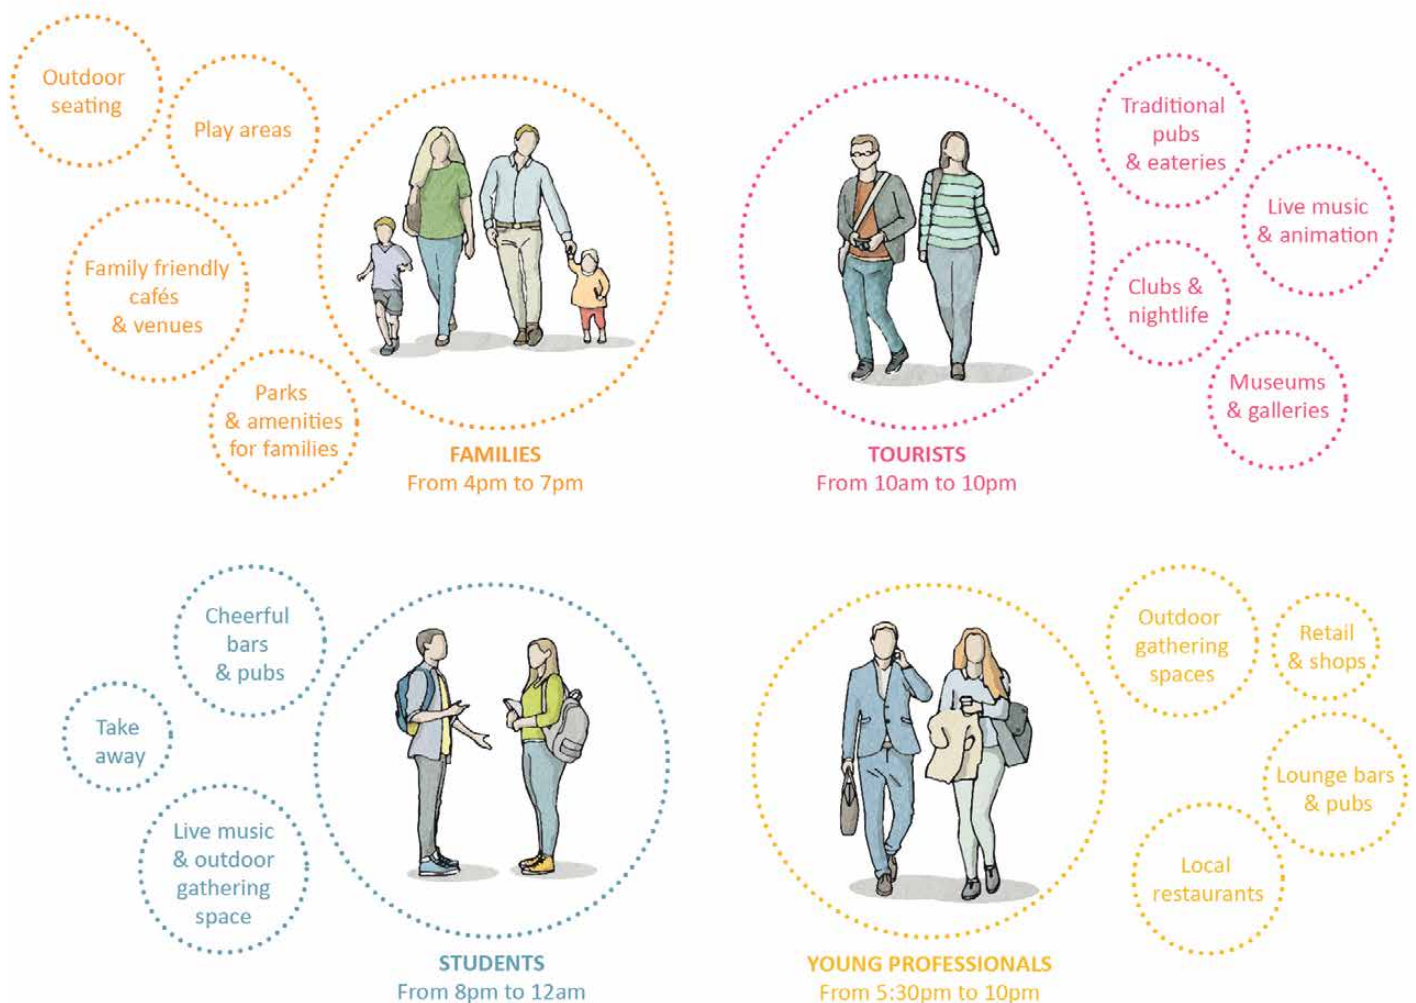 Outdoor
seating
Play areas
Family friendly
cafés
& venues
Parks
& amenities
for families
FAMILIES
From 4pm to 7pm
Traditional
pubs
& eateries
Live music
& animation
Clubs &
nightlife
Museums
& galleries
TOURISTS
From 10am to 10pm
Cheerful
bars
& pubs
Take
away
Live music
& outdoor
gathering
space
STUDENTS
From 8pm to 12am
Outdoor
gathering
spaces
Retail
& shops
Lounge bars
& pubs
Local
restaurants
YOUNG PROFESSIONALS
From 5:30pm to 10pm